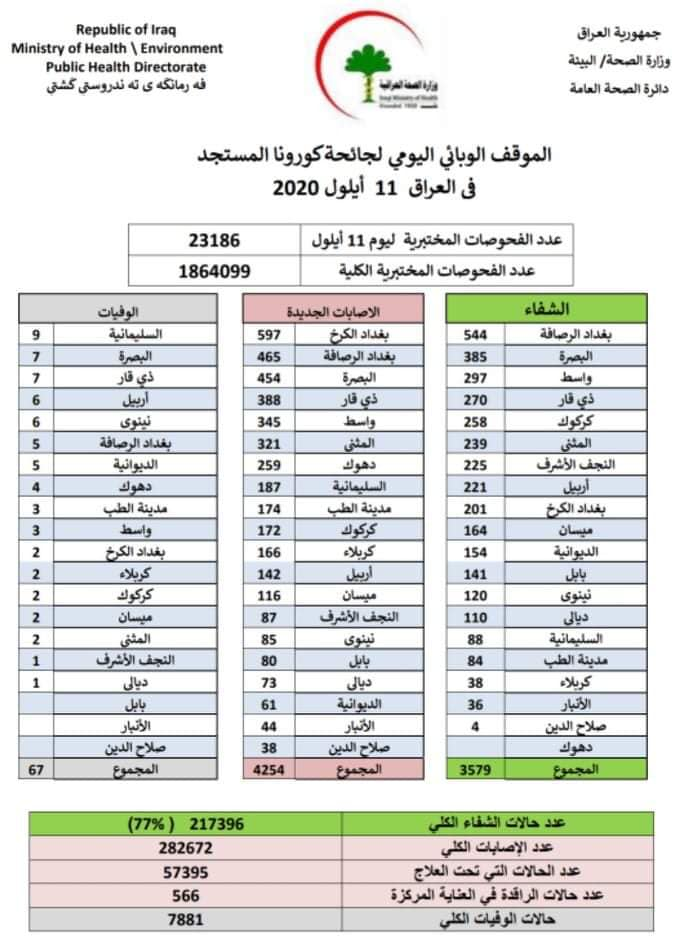 Republic of Iraq
Ministry of Health \ Environment
Public Health Directorate
فه رمانگه ی ته ندروستی گشتی
وزارة الصحة العراقية
Iraqi Ministry of Health
جمهورية العراق
وزارة الصحة/ البيئة
دائرة الصحة العامة
الموقف الوبائي اليومي لجائحة كورونا المستجد
في العراق 11 أيلول 2020
عدد الفحوصات المختبرية ليوم 11 أيلول 23186
عدد الفحوصات المختبرية الكلية 1864099
الشفاء
بغداد الرصافة 544
البصرة 385
واسط 297
ذي قار 270
كركوك 258
المثنى 239
النجف الأشرف 225
أربيل 221
بغداد الكرخ 201
ميسان 164
الديوانية 154
بابل 141
نينوى 120
ديالى 110
السليمانية 88
مدينة الطب 84
كربلاء 38
الأنبار 36
صلاح الدين 4
دهوك
المجموع 3579
الاصابات الجديدة
بغداد الكرخ 597
بغداد الرصافة 465
البصرة 454
ذي قار 388
واسط 345
المثنى 321
دهوك 259
السليمانية 187
مدينة الطب 174
كركوك 172
كربلاء 166
أربيل 142
ميسان 116
النجف الأشرف 87
نينوى 85
بابل 80
ديالى 73
الديوانية 61
الأنبار 44
صلاح الدين 38
المجموع 4254
الوفيات
السليمانية 9
البصرة 7
ذي قار 7
أربيل 6
نينوى 6
بغداد الرصافة 5
الديوانية 5
دهوك 4
مدينة الطب 3
واسط 3
بغداد الكرخ 2
كربلاء 2
كركوك 2
ميسان 2
المثنى 2
النجف الأشرف 1
ديالى 1
بابل
الأنبار
صلاح الدين
المجموع 67
عدد حالات الشفاء الكلي 217396 (77%)
عدد الإصابات الكلي 282672
عدد الحالات التي تحت العلاج 57395
عدد حالات الراقدة في العناية المركزة 566
حالات الوفيات الكلي 7881